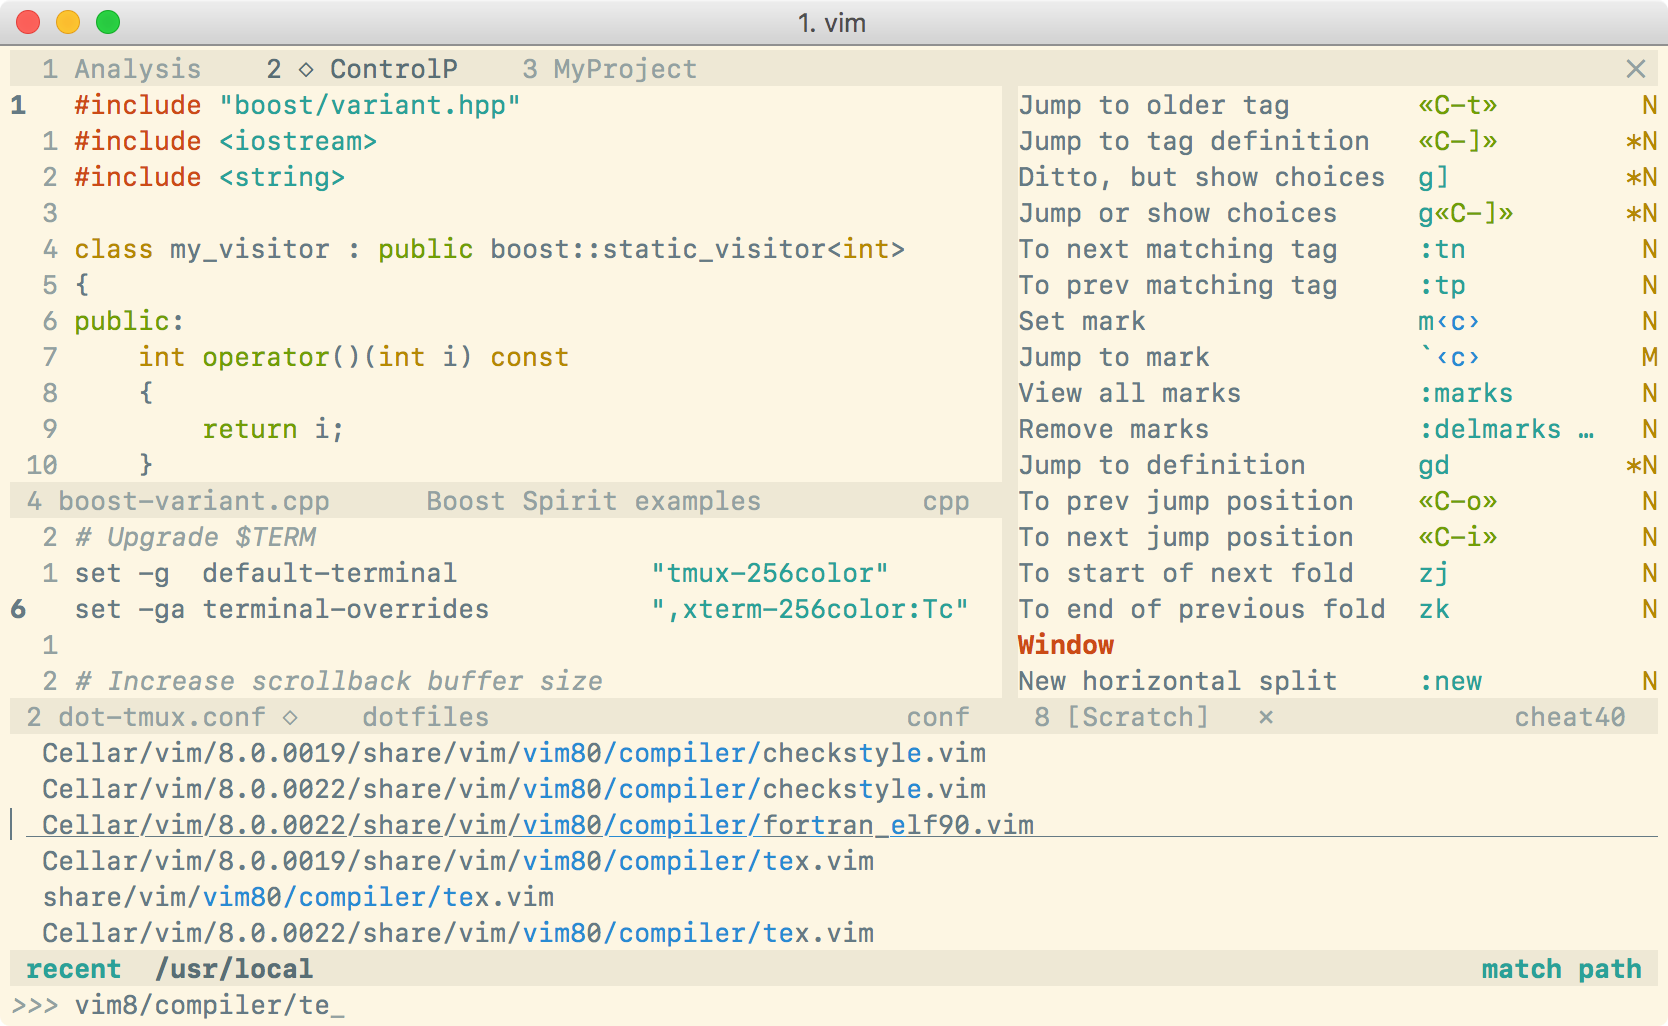 1. vim
1 Analysis 2 ◇ ControlP 3 MyProject ✕
1 #include "boost/variant.hpp"
1 #include <iostream>
2 #include <string>
3
4 class my_visitor : public boost::static_visitor<int>
5 {
6 public:
7     int operator()(int i) const
8     {
9         return i;
10     }
4 boost-variant.cpp Boost Spirit examples cpp
2 # Upgrade $TERM
1 set -g  default-terminal "tmux-256color"
6 set -ga terminal-overrides ",xterm-256color:Tc"
1
2 # Increase scrollback buffer size
2 dot-tmux.conf ◇ dotfiles conf
Jump to older tag «C-t» N
Jump to tag definition «C-]» *N
Ditto, but show choices g] *N
Jump or show choices g«C-]» *N
To next matching tag :tn N
To prev matching tag :tp N
Set mark m‹c› N
Jump to mark `‹c› M
View all marks :marks N
Remove marks :delmarks … N
Jump to definition gd *N
To prev jump position «C-o» N
To next jump position «C-i» N
To start of next fold zj N
To end of previous fold zk N
Window
New horizontal split :new N
8 [Scratch] × cheat40
Cellar/vim/8.0.0019/share/vim/vim80/compiler/checkstyle.vim
Cellar/vim/8.0.0022/share/vim/vim80/compiler/checkstyle.vim
Cellar/vim/8.0.0022/share/vim/vim80/compiler/fortran_elf90.vim
Cellar/vim/8.0.0019/share/vim/vim80/compiler/tex.vim
share/vim/vim80/compiler/tex.vim
Cellar/vim/8.0.0022/share/vim/vim80/compiler/tex.vim
recent /usr/local match path
>>> vim8/compiler/te_